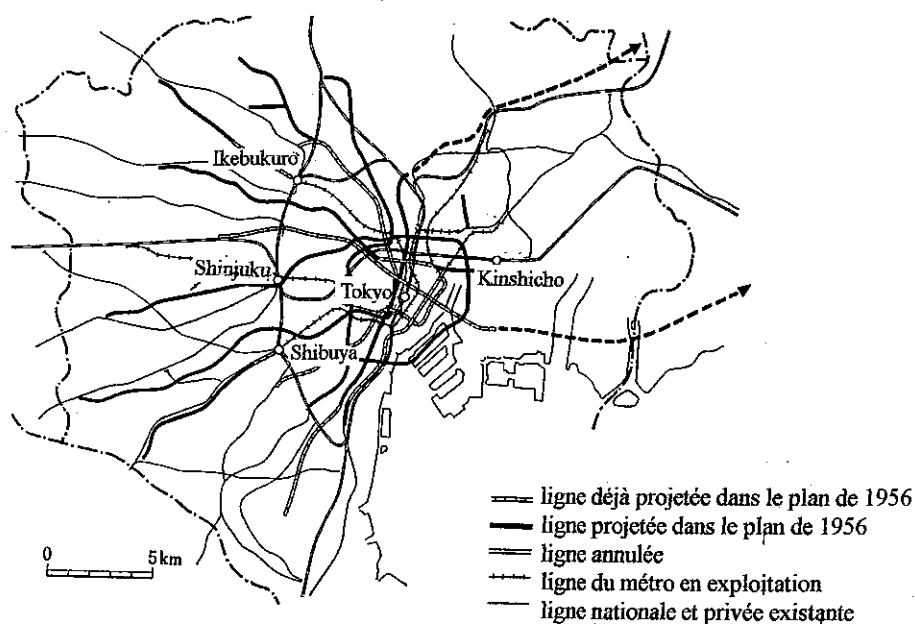 Ikebukuro
Shinjuku
Tokyo
Kinshicho
Shibuya
ligne déjà projetée dans le plan de 1956
ligne projetée dans le plan de 1956
ligne annulée
0 5km
ligne du métro en exploitation
ligne nationale et privée existante